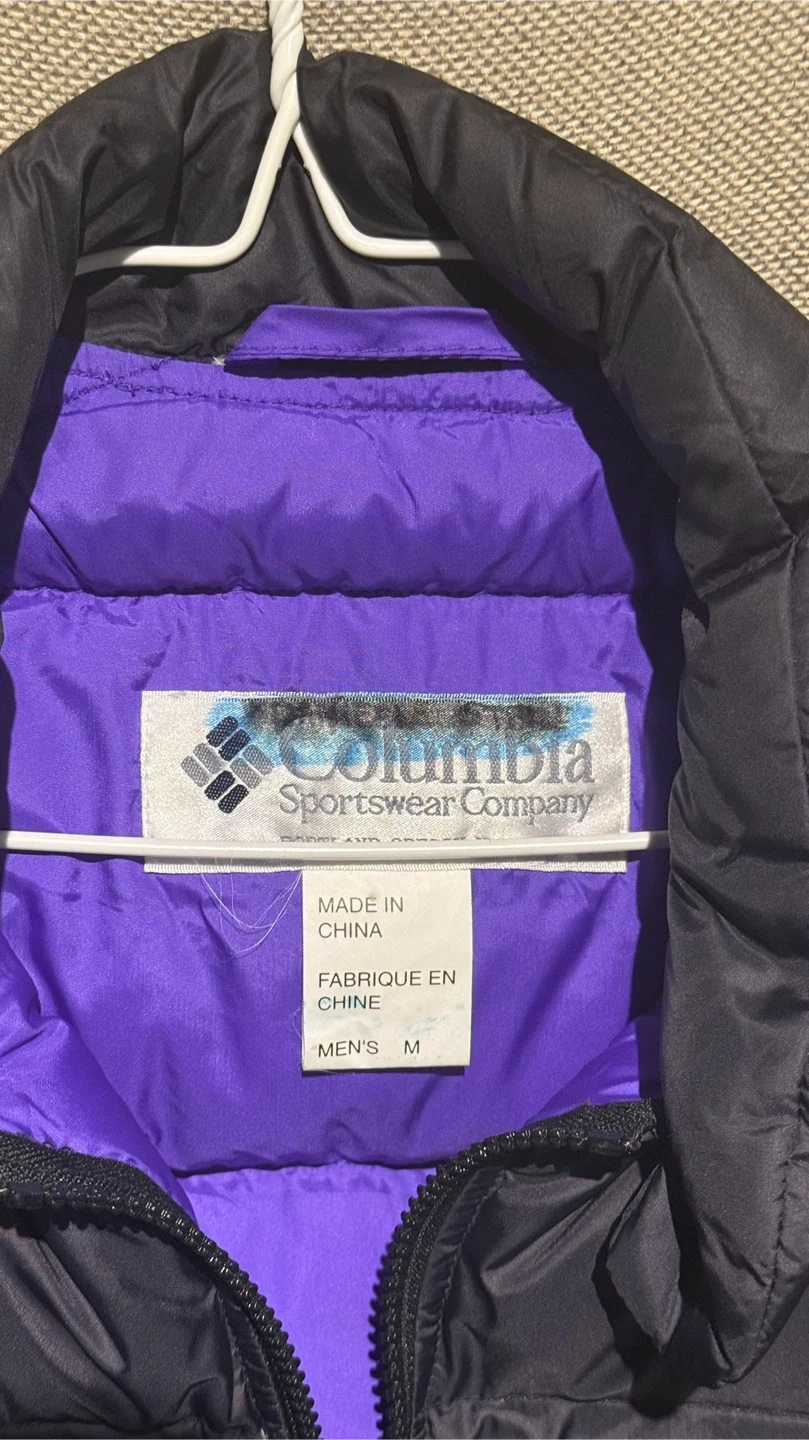 Columbia
Sportswear Company
MADE IN
CHINA
FABRIQUE EN
CHINE
MEN'S M